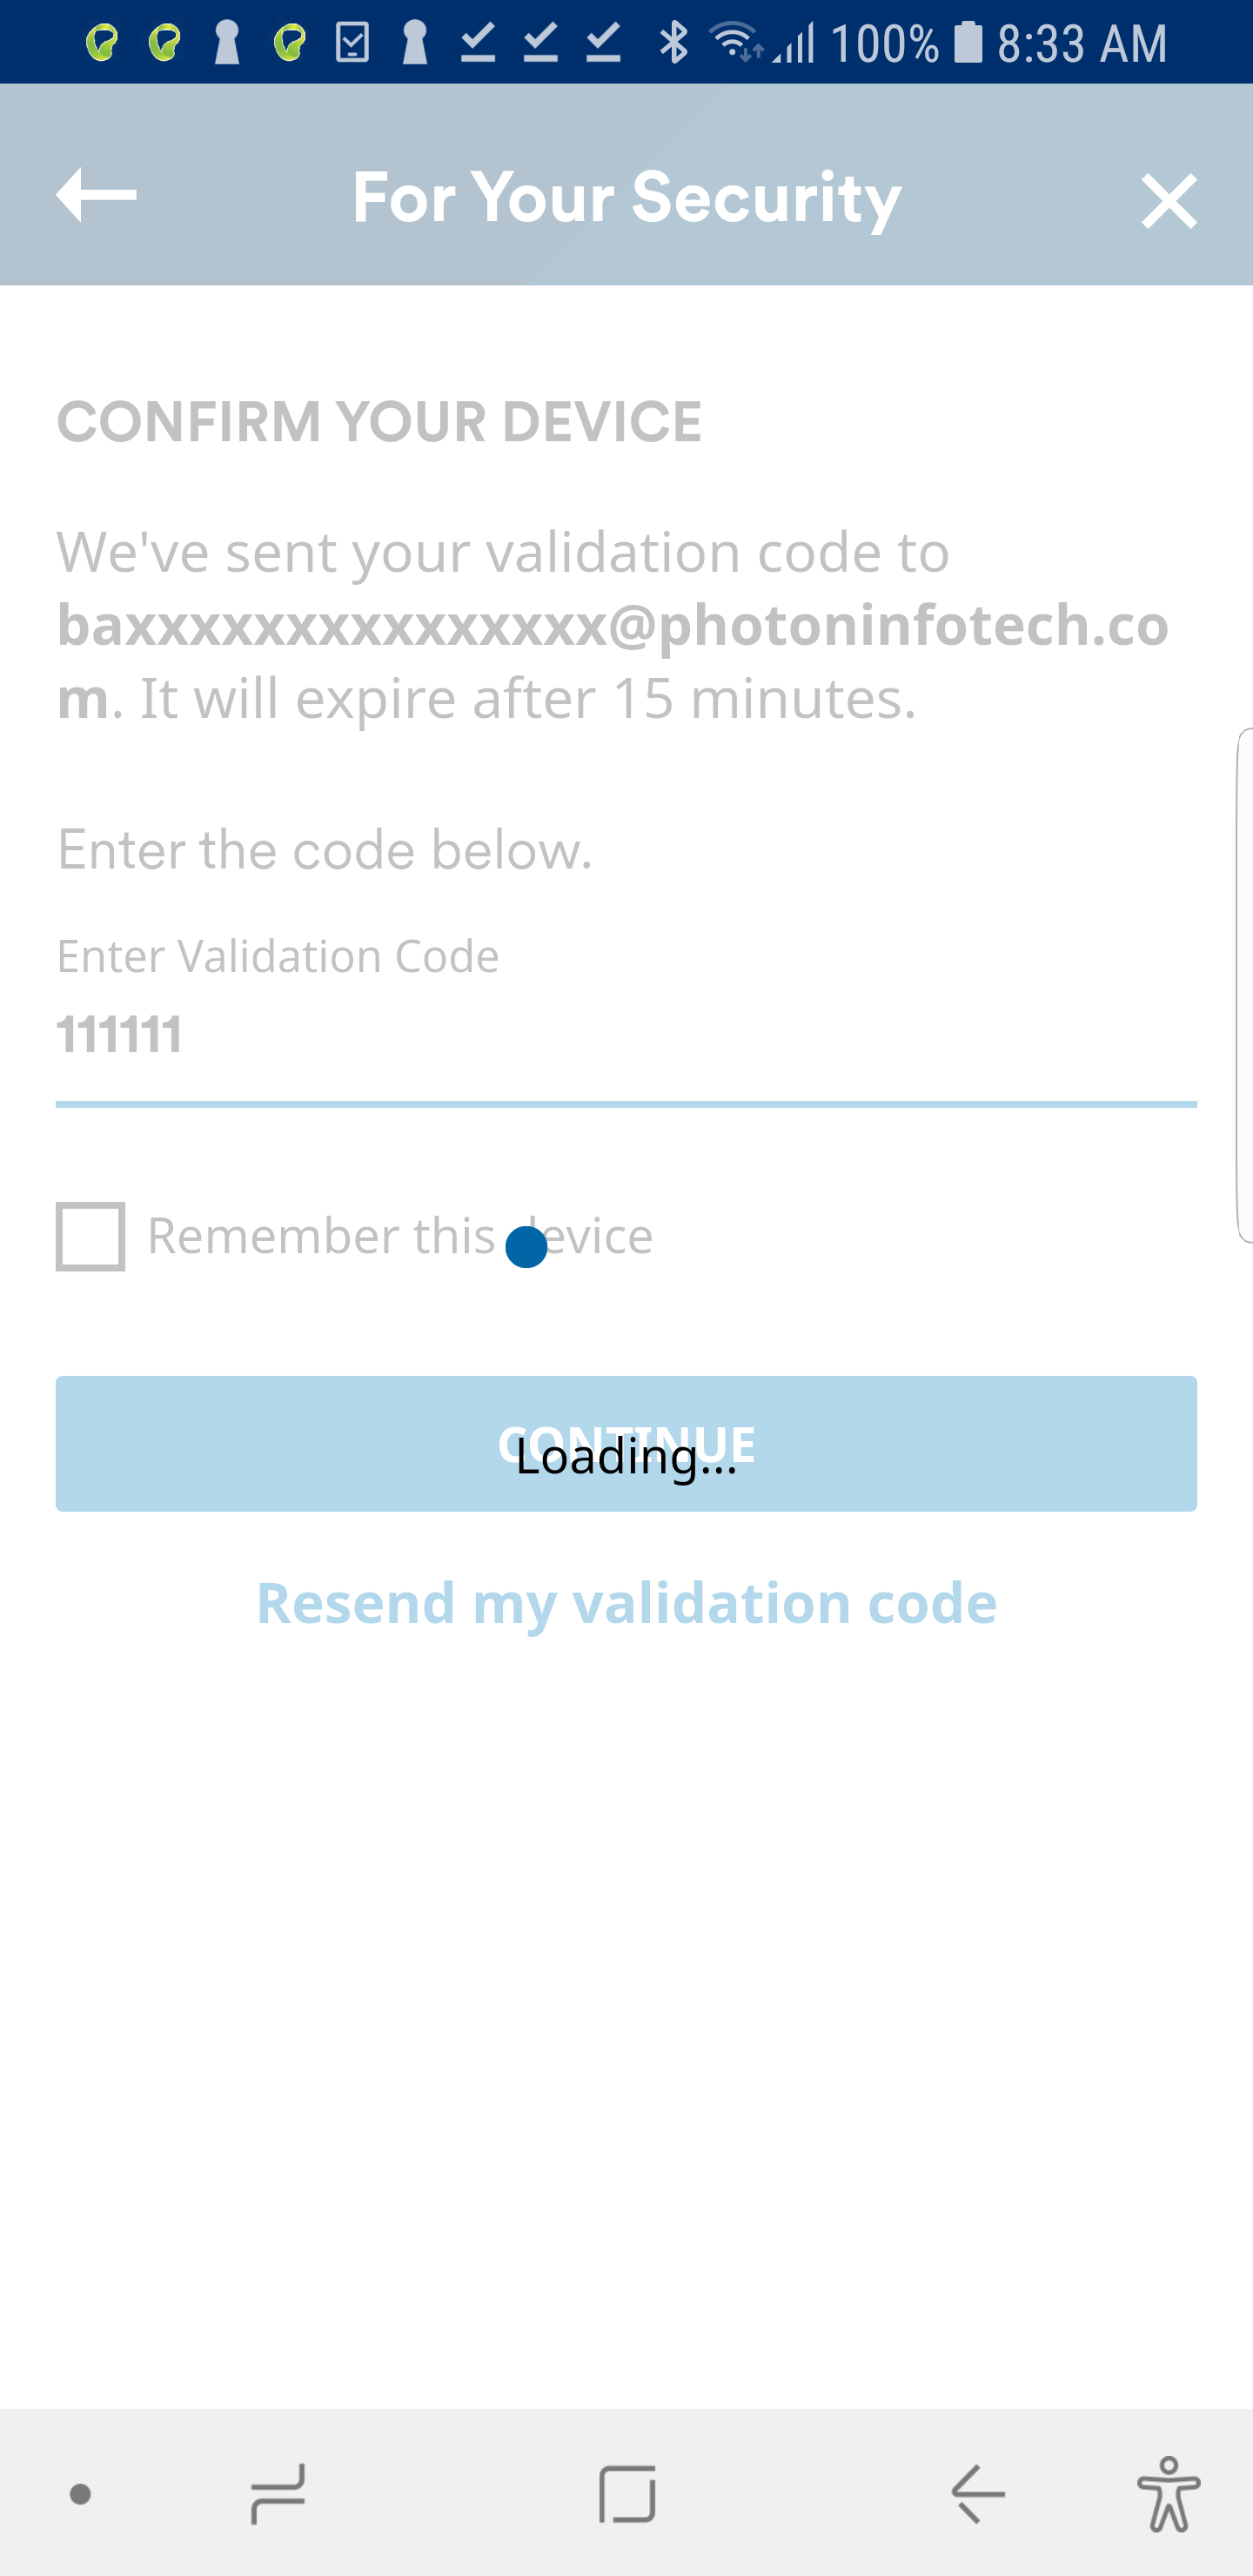 100% 8:33 AM
For Your Security
CONFIRM YOUR DEVICE
We've sent your validation code to
baxxxxxxxxxxxxxxx@photoninfotech.co
m. It will expire after 15 minutes.
Enter the code below.
Enter Validation Code
111111
Remember this device
CONTINUE
Loading...
Resend my validation code